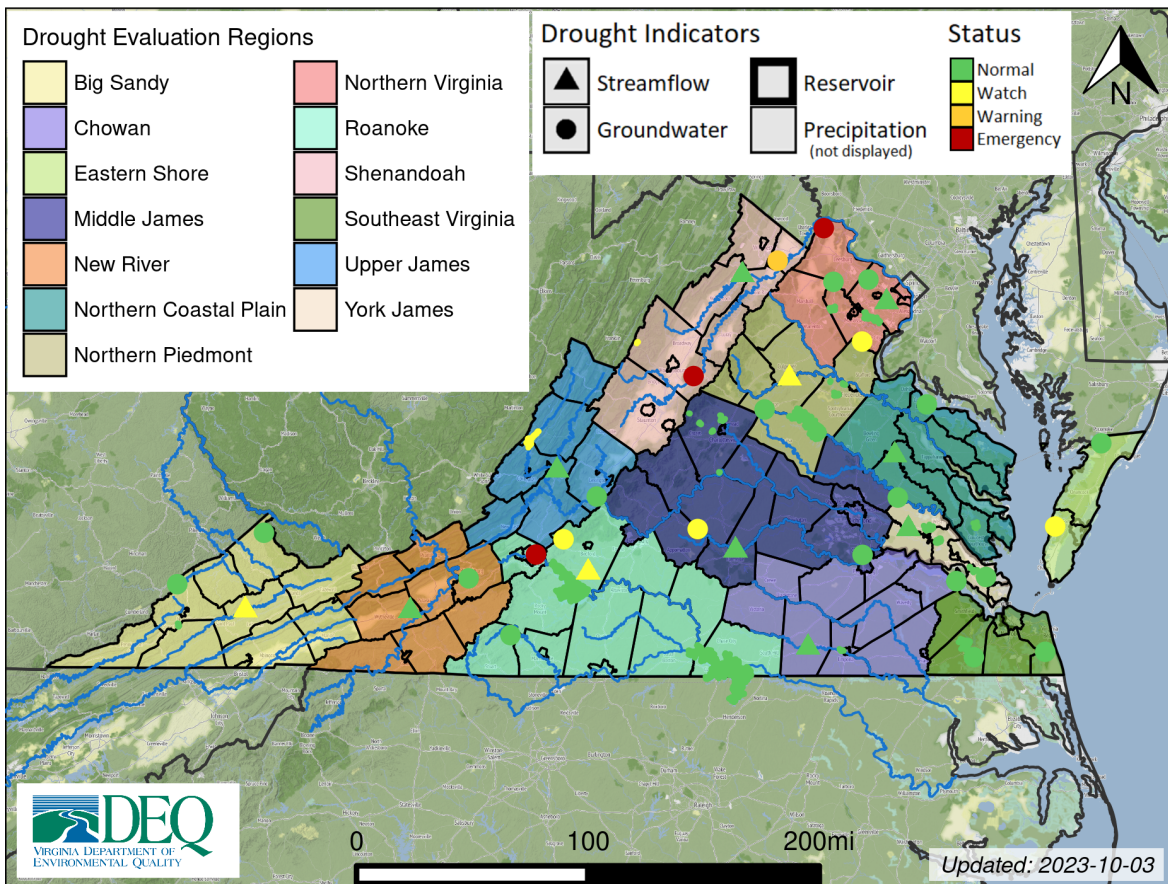 Drought Evaluation Regions
Big Sandy
Chowan
Eastern Shore
Middle James
New River
Northern Coastal Plain
Northern Piedmont
Northern Virginia
Roanoke
Shenandoah
Southeast Virginia
Upper James
York James
Drought Indicators
Streamflow
Groundwater
Reservoir
Precipitation
(not displayed)
Status
Normal
Watch
Warning
Emergency
N
DEQ
VIRGINIA DEPARTMENT OF
ENVIRONMENTAL QUALITY
0 100 200mi
Updated: 2023-10-03